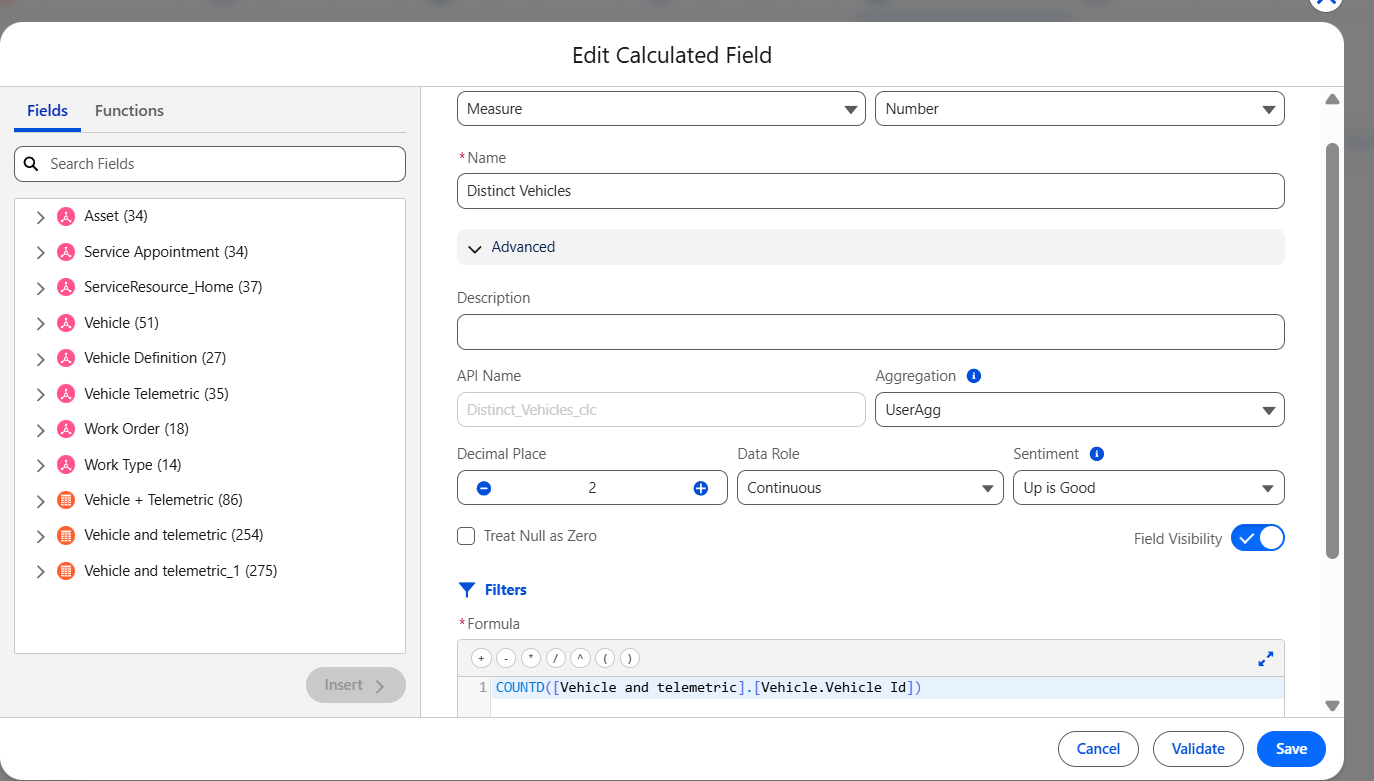 Edit Calculated Field
Fields Functions
Search Fields
Asset (34)
Service Appointment (34)
ServiceResource_Home (37)
Vehicle (51)
Vehicle Definition (27)
Vehicle Telemetric (35)
Work Order (18)
Work Type (14)
Vehicle + Telemetric (86)
Vehicle and telemetric (254)
Vehicle and telemetric_1 (275)
Insert
Measure Number
*Name
Distinct Vehicles
Advanced
Description
API Name Aggregation
Distinct_Vehicles_clc UserAgg
Decimal Place Data Role Sentiment
2 Continuous Up is Good
Treat Null as Zero Field Visibility
Filters
*Formula
+ - * / ^ ( )
1 COUNTD([Vehicle and telemetric].[Vehicle.Vehicle Id])
Cancel Validate Save